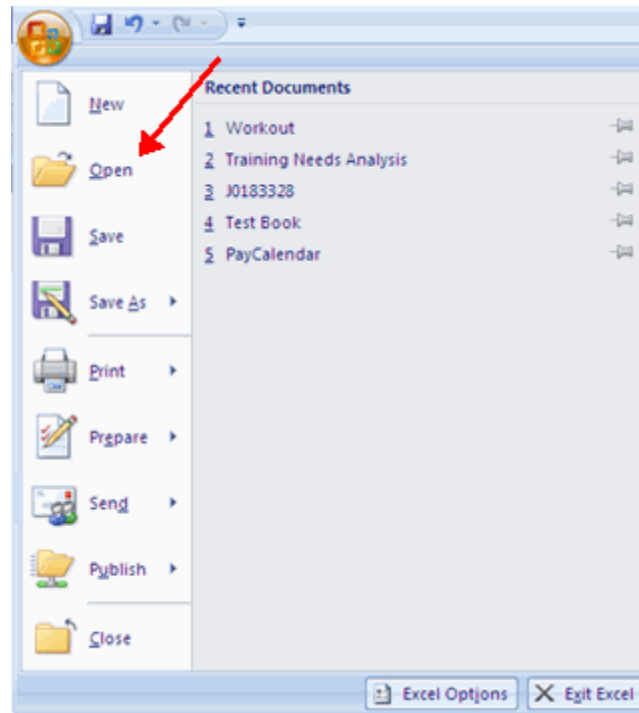 New
Open
Save
Save As
Print
Prepare
Send
Publish
Close
Recent Documents
1 Workout
2 Training Needs Analysis
3 J0183328
4 Test Book
5 PayCalendar
Excel Options
Exit Excel